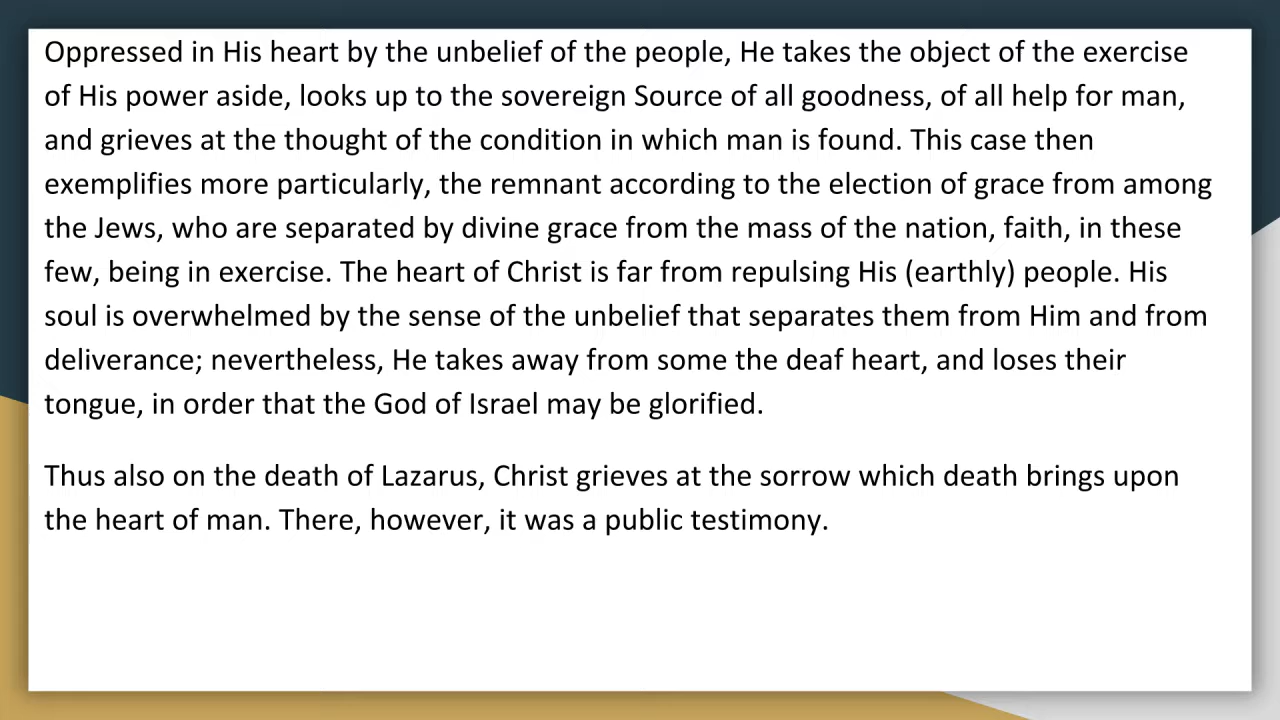 Oppressed in His heart by the unbelief of the people, He takes the object of the exercise
of His power aside, looks up to the sovereign Source of all goodness, of all help for man,
and grieves at the thought of the condition in which man is found. This case then
exemplifies more particularly, the remnant according to the election of grace from among
the Jews, who are separated by divine grace from the mass of the nation, faith, in these
few, being in exercise. The heart of Christ is far from repulsing His (earthly) people. His
soul is overwhelmed by the sense of the unbelief that separates them from Him and from
deliverance; nevertheless, He takes away from some the deaf heart, and loses their
tongue, in order that the God of Israel may be glorified.
Thus also on the death of Lazarus, Christ grieves at the sorrow which death brings upon
the heart of man. There, however, it was a public testimony.